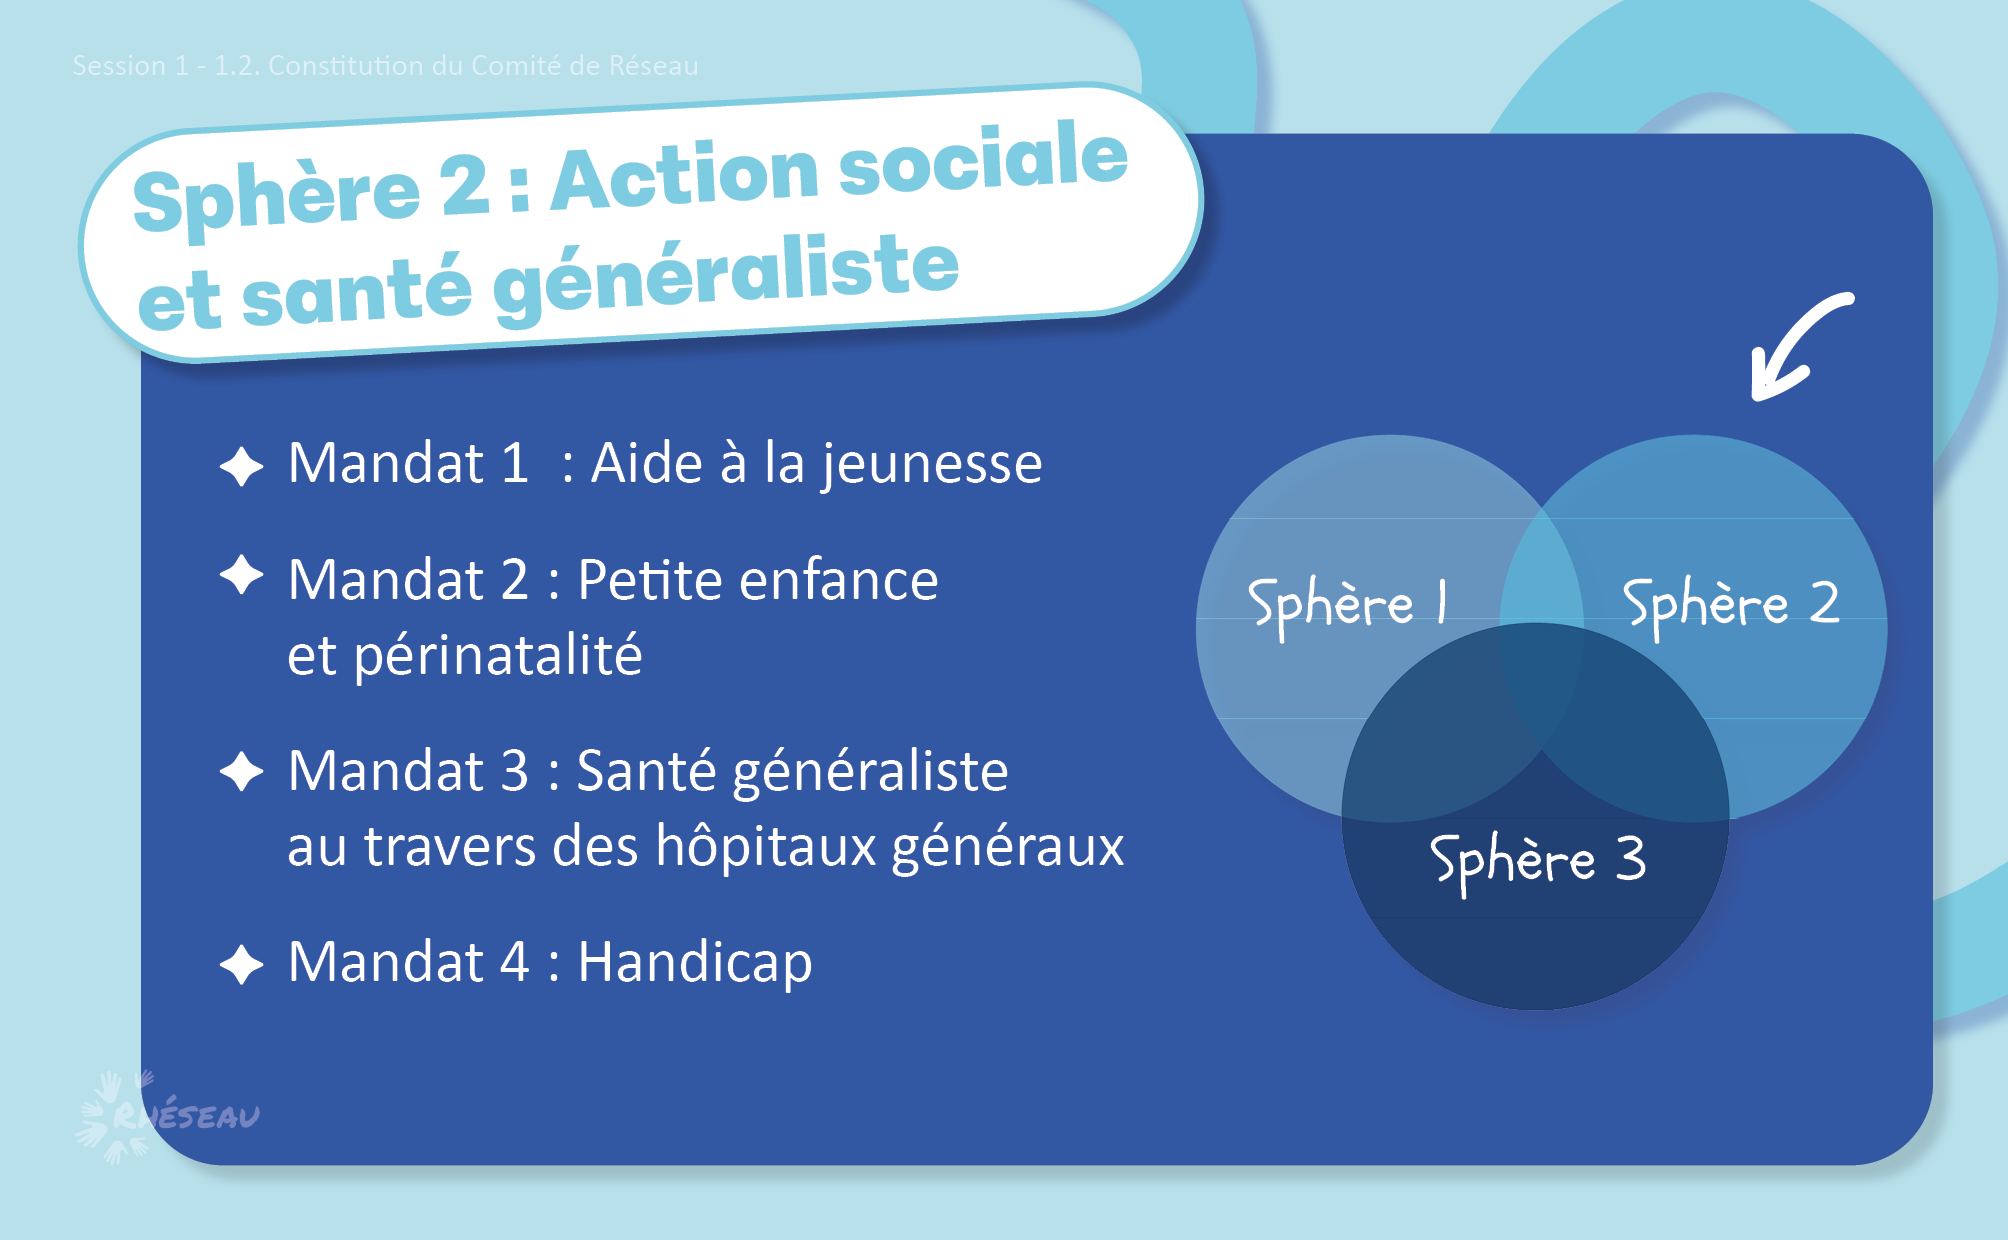 Session 1 - 1.2. Constitution du Comité de Réseau
Sphère 2 : Action sociale
et santé généraliste
Mandat 1  : Aide à la jeunesse
Mandat 2 : Petite enfance
et périnatalité
Mandat 3 : Santé généraliste
au travers des hôpitaux généraux
Mandat 4 : Handicap
Sphère 1
Sphère 2
Sphère 3
RHÉSEAU